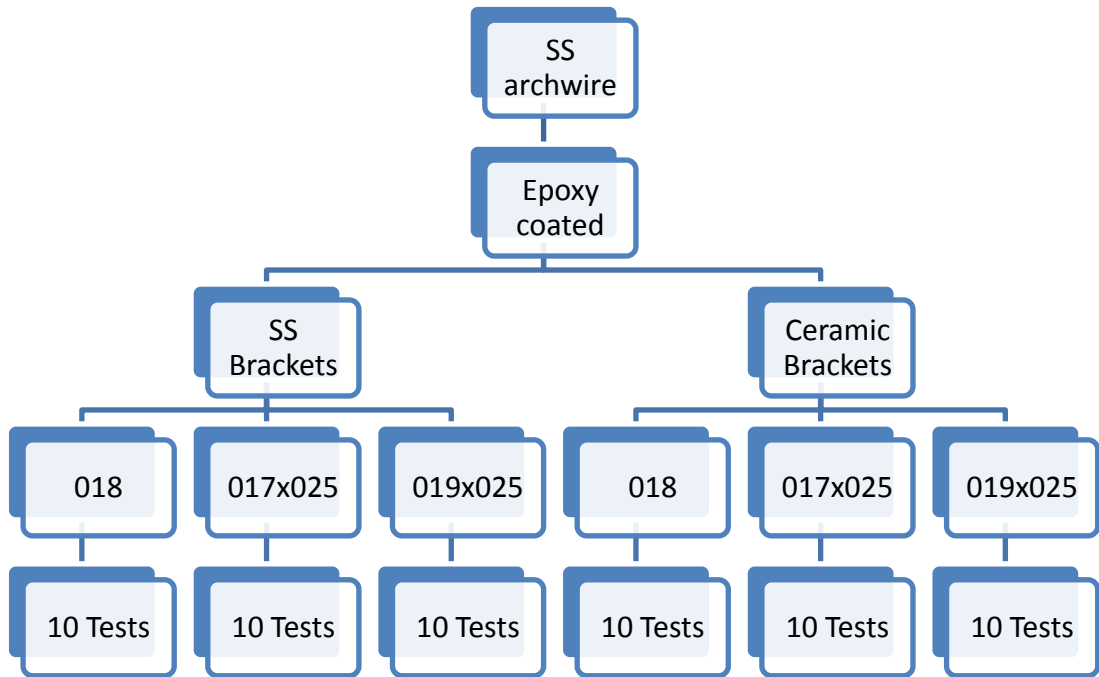 SS
archwire
Epoxy
coated
SS
Brackets
Ceramic
Brackets
018
017x025
019x025
018
017x025
019x025
10 Tests
10 Tests
10 Tests
10 Tests
10 Tests
10 Tests